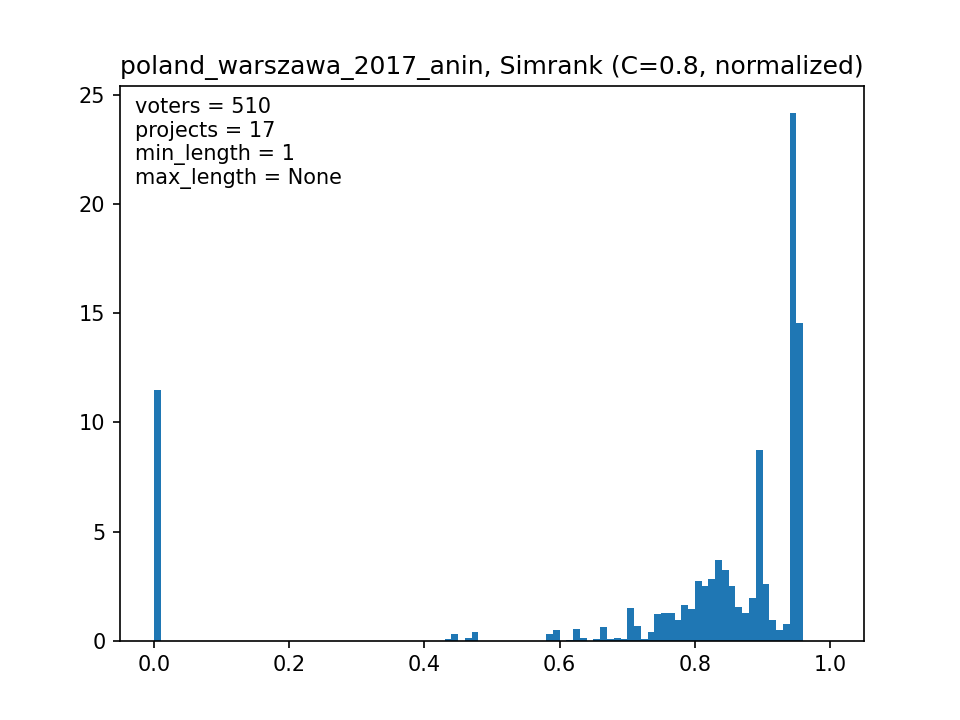 poland_warszawa_2017_anin, Simrank (C=0.8, normalized)
voters = 510
projects = 17
min_length = 1
max_length = None
25
20
15
10
5
0
0.0 0.2 0.4 0.6 0.8 1.0